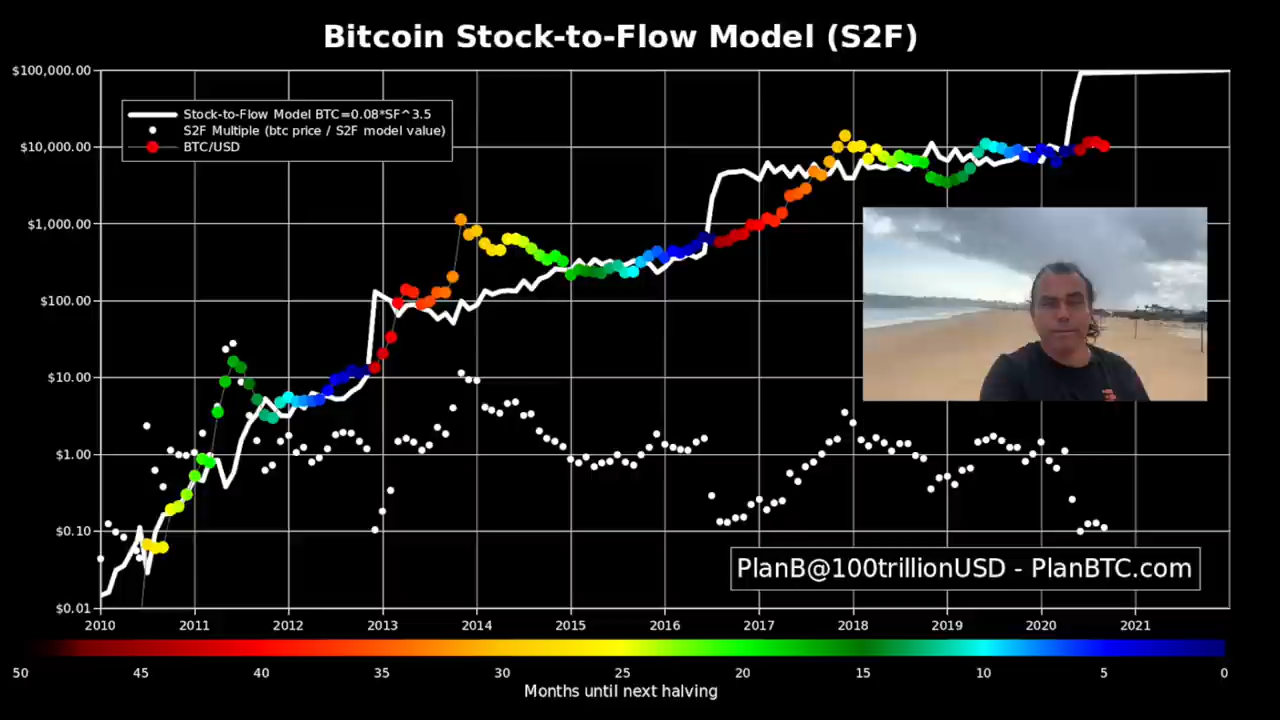 Bitcoin Stock-to-Flow Model (S2F)
$100,000.00
$10,000.00
$1,000.00
$100.00
$10.00
$1.00
$0.10
$0.01
Stock-to-Flow Model BTC=0.08*SF^3.5
S2F Multiple (btc price / S2F model value)
BTC/USD
PlanB@100trillionUSD - PlanBTC.com
2010 2011 2012 2013 2014 2015 2016 2017 2018 2019 2020 2021
50 45 40 35 30 25 20 15 10 5 0
Months until next halving